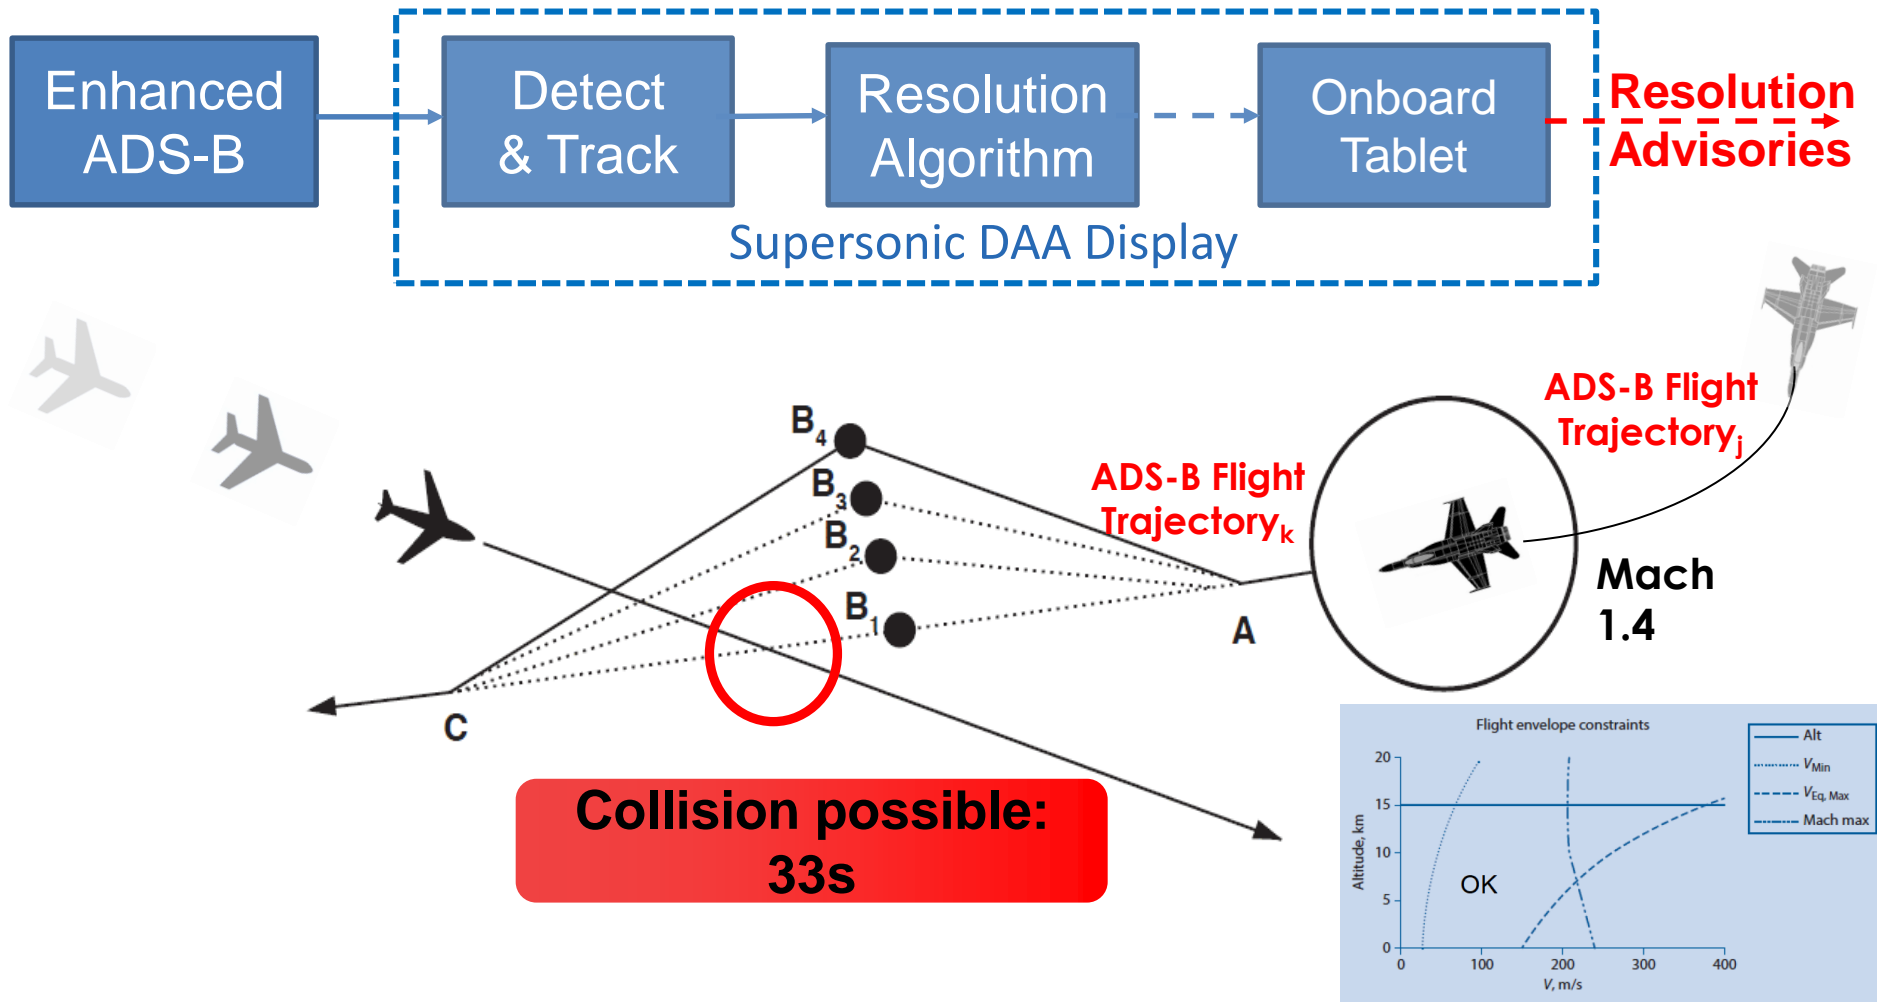 Enhanced
ADS-B
Detect
& Track
Resolution
Algorithm
Onboard
Tablet
Resolution
Advisories
Supersonic DAA Display
ADS-B Flight
Trajectoryj
B4
B3
B2
B1
ADS-B Flight
Trajectoryk
A
C
Mach
1.4
Collision possible:
33s
Flight envelope constraints
Alt
VMin
VEq, Max
Mach max
Altitude, km
20
15
10
5
0
OK
0 100 200 300 400
V, m/s